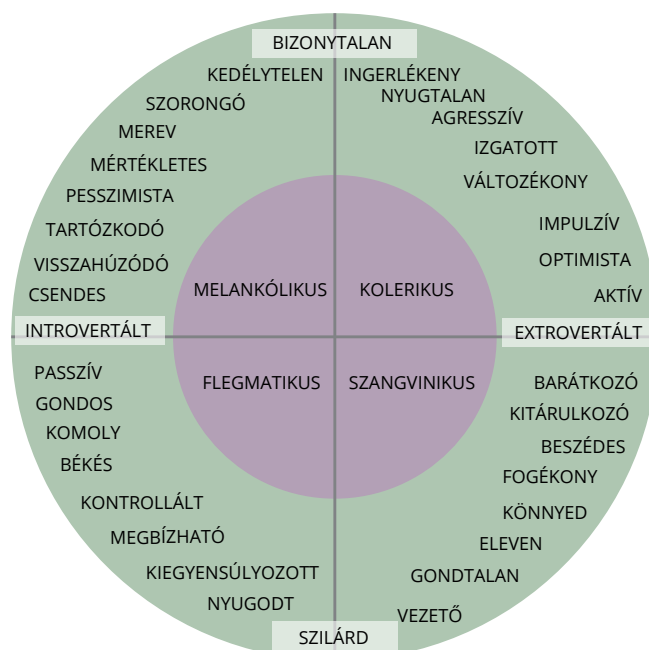 BIZONYTALAN
KEDÉLYTELEN
SZORONGÓ
MEREV
MÉRTÉKLETES
PESSZIMISTA
TARTÓZKODÓ
VISSZAHÚZÓDÓ
CSENDES
INGERLÉKENY
NYUGTALAN
AGRESSZÍV
IZGATOTT
VÁLTOZÉKONY
IMPULZÍV
OPTIMISTA
AKTÍV
MELANKÓLIKUS
KOLERIKUS
INTROVERTÁLT
EXTROVERTÁLT
FLEGMATIKUS
SZANGVINIKUS
PASSZÍV
GONDOS
KOMOLY
BÉKÉS
KONTROLLÁLT
MEGBÍZHATÓ
KIEGYENSÚLYOZOTT
NYUGODT
BARÁTKOZÓ
KITÁRULKOZÓ
BESZÉDES
FOGÉKONY
KÖNNYED
ELEVEN
GONDTALAN
VEZETŐ
SZILÁRD